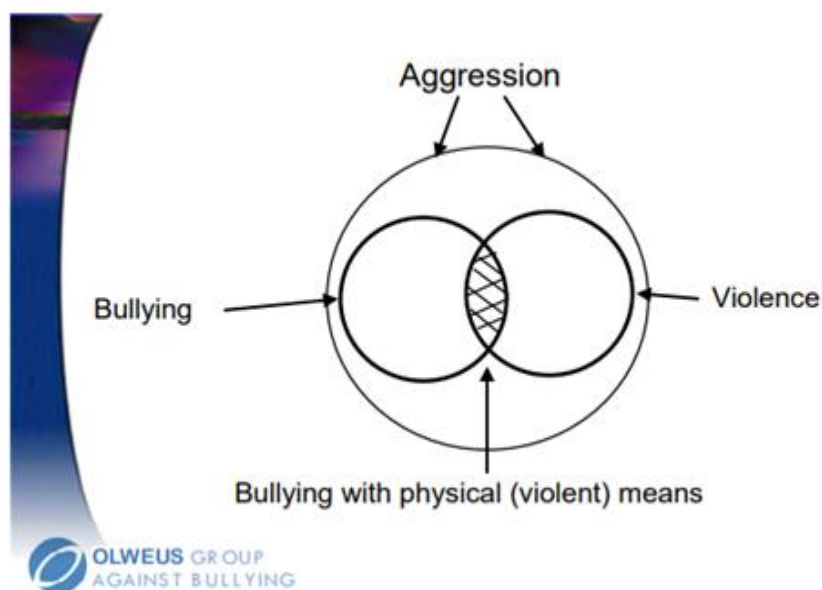 Aggression
Bullying
Violence
Bullying with physical (violent) means
OLWEUS GROUP
AGAINST BULLYING